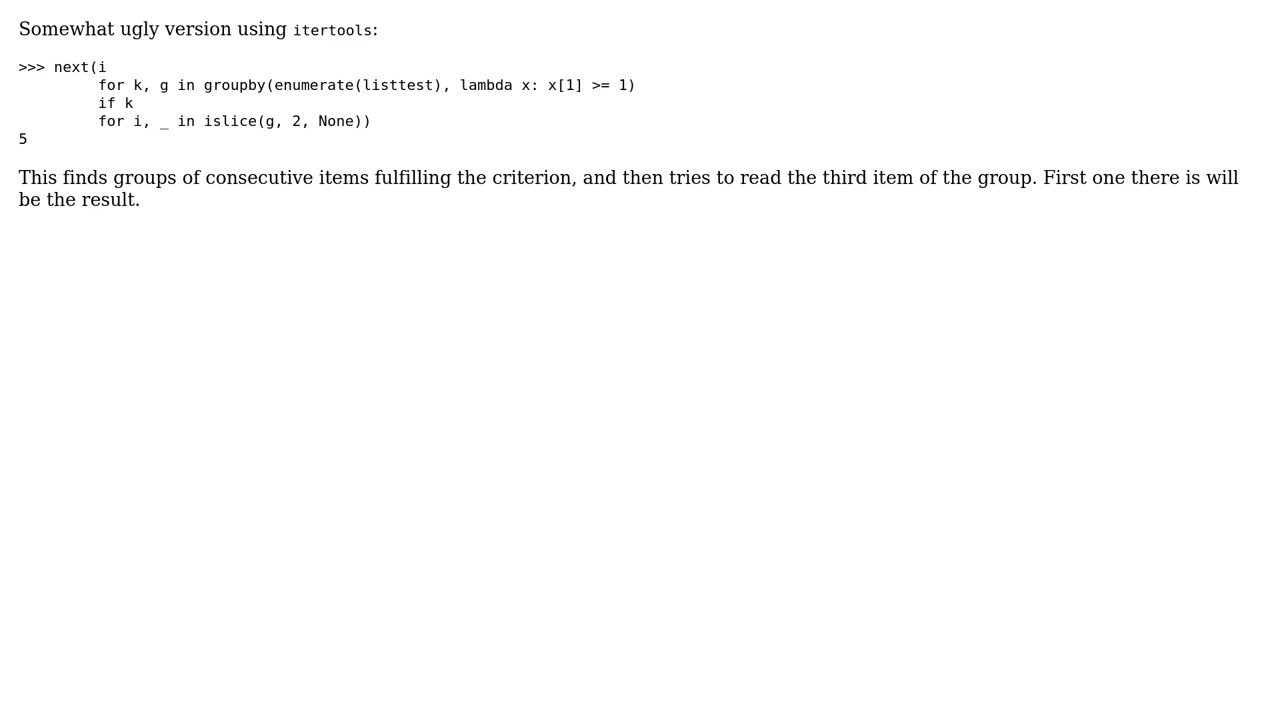 Somewhat ugly version using itertools:
>>> next(i
         for k, g in groupby(enumerate(listtest), lambda x: x[1] >= 1)
         if k
         for i, _ in islice(g, 2, None))
5
This finds groups of consecutive items fulfilling the criterion, and then tries to read the third item of the group. First one there is will
be the result.